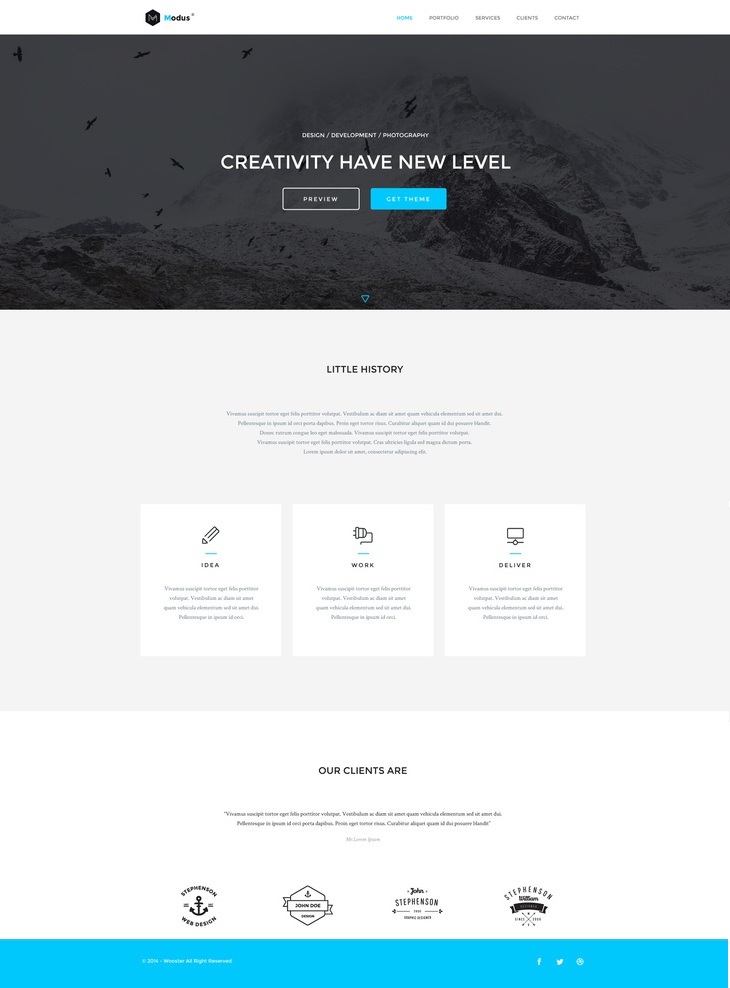 Modus
HOME PORTFOLIO SERVICES CLIENTS CONTACT
DESIGN / DEVELOPMENT / PHOTOGRAPHY
CREATIVITY HAVE NEW LEVEL
PREVIEW GET THEME
LITTLE HISTORY
Vivamus suscipit tortor eget felis porttitor volutpat. Vestibulum ac diam sit amet quam vehicula elementum sed sit amet dui.
Pellentesque in ipsum id orci porta dapibus. Proin eget tortor risus. Curabitur aliquet quam id dui posuere blandit.
Donec rutrum congue leo eget malesuada. Vivamus suscipit tortor eget felis porttitor volutpat.
Vivamus suscipit tortor eget felis porttitor volutpat. Cras ultricies ligula sed magna dictum porta.
Lorem ipsum dolor sit amet, consectetur adipiscing elit.
IDEA
Vivamus suscipit tortor eget felis porttitor
volutpat. Vestibulum ac diam sit amet
quam vehicula elementum sed sit amet dui.
Pellentesque in ipsum id orci.
WORK
Vivamus suscipit tortor eget felis porttitor
volutpat. Vestibulum ac diam sit amet
quam vehicula elementum sed sit amet dui.
Pellentesque in ipsum id orci.
DELIVER
Vivamus suscipit tortor eget felis porttitor
volutpat. Vestibulum ac diam sit amet
quam vehicula elementum sed sit amet dui.
Pellentesque in ipsum id orci.
OUR CLIENTS ARE
"Vivamus suscipit tortor eget felis porttitor volutpat. Vestibulum ac diam sit amet quam vehicula elementum sed sit amet dui.
Pellentesque in ipsum id orci porta dapibus. Proin eget tortor risus. Curabitur aliquet quam id dui posuere blandit"
Mr.Lorem Ipsum
STEPHENSON
WEB DESIGN
JOHN DOE
DESIGN
John
STEPHENSON
GRAPHIC DESIGNER
STEPHENSON
William
DESIGNER
SINCE
© 2014 - Wooster All Right Reserved